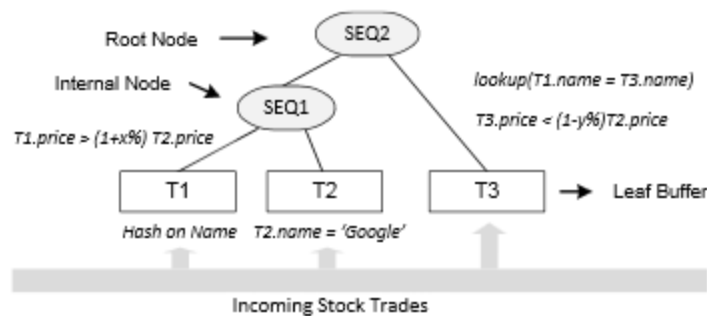 Root Node
SEQ2
Internal Node
lookup(T1.name = T3.name)
SEQ1
T1.price > (1+x%) T2.price
T3.price < (1-y%)T2.price
T1
T2
T3
Leaf Buffer
Hash on Name
T2.name = 'Google'
Incoming Stock Trades